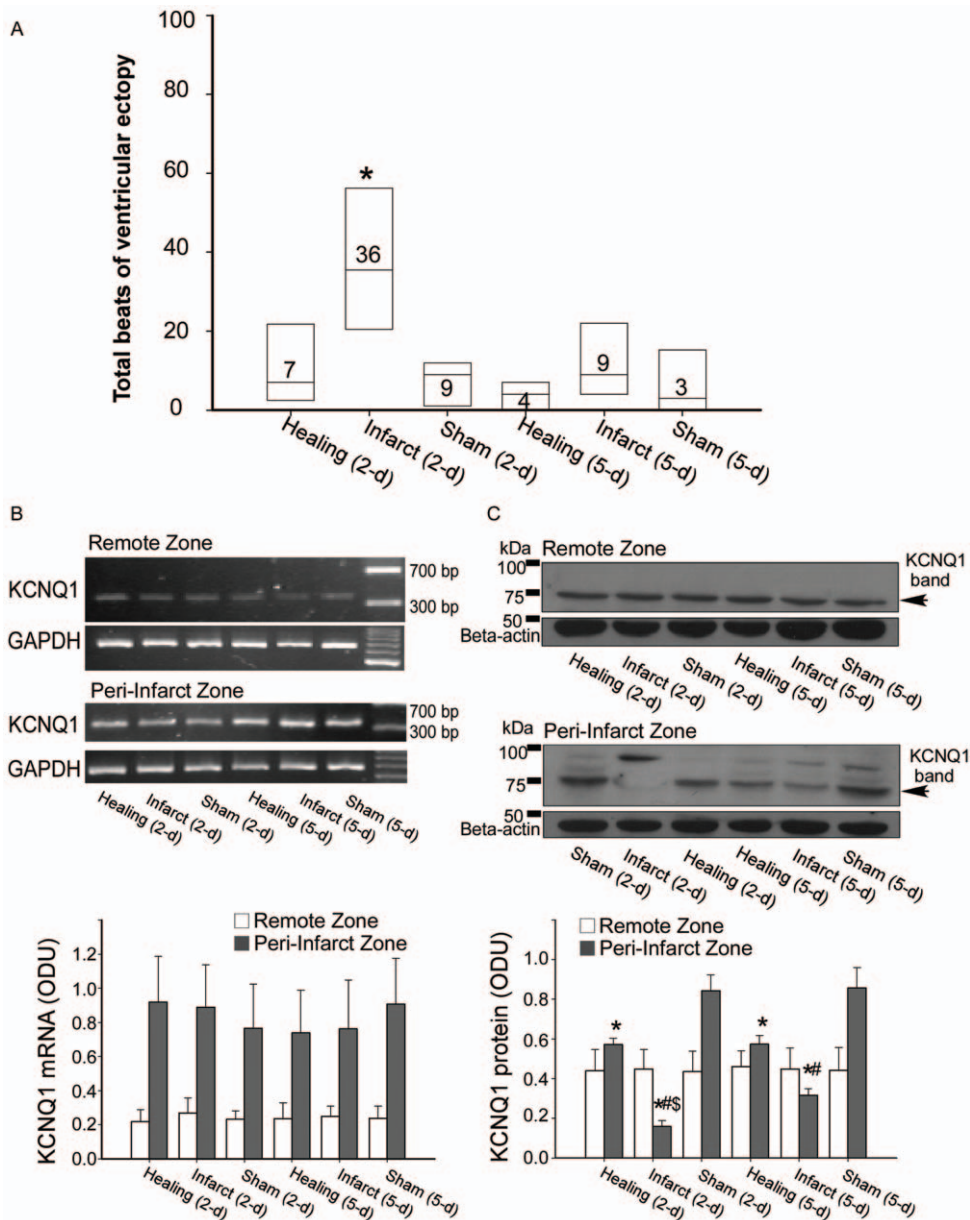 A
Total beats of ventricular ectopy
100
80
60
40
20
0
*
7
36
9
4
9
3
Healing (2-d)
Infarct (2-d)
Sham (2-d)
Healing (5-d)
Infarct (5-d)
Sham (5-d)
B
Remote Zone
KCNQ1
700 bp
300 bp
GAPDH
Peri-Infarct Zone
KCNQ1
700 bp
300 bp
GAPDH
Healing (2-d)
Infarct (2-d)
Sham (2-d)
Healing (5-d)
Infarct (5-d)
Sham (5-d)
KCNQ1 mRNA (ODU)
Remote Zone
Peri-Infarct Zone
1.2
1.0
0.8
0.6
0.4
0.2
0.0
Healing (2-d)
Infarct (2-d)
Sham (2-d)
Healing (5-d)
Infarct (5-d)
Sham (5-d)
C
kDa
Remote Zone
100
75
50
KCNQ1
band
Beta-actin
Healing (2-d)
Infarct (2-d)
Sham (2-d)
Healing (5-d)
Infarct (5-d)
Sham (5-d)
kDa
Peri-Infarct Zone
100
75
50
KCNQ1
band
Beta-actin
Sham (2-d)
Infarct (2-d)
Healing (2-d)
Healing (5-d)
Infarct (5-d)
Sham (5-d)
KCNQ1 protein (ODU)
Remote Zone
Peri-Infarct Zone
1.0
0.8
0.6
0.4
0.2
0.0
*
*#$
*
*#
Healing (2-d)
Infarct (2-d)
Sham (2-d)
Healing (5-d)
Infarct (5-d)
Sham (5-d)